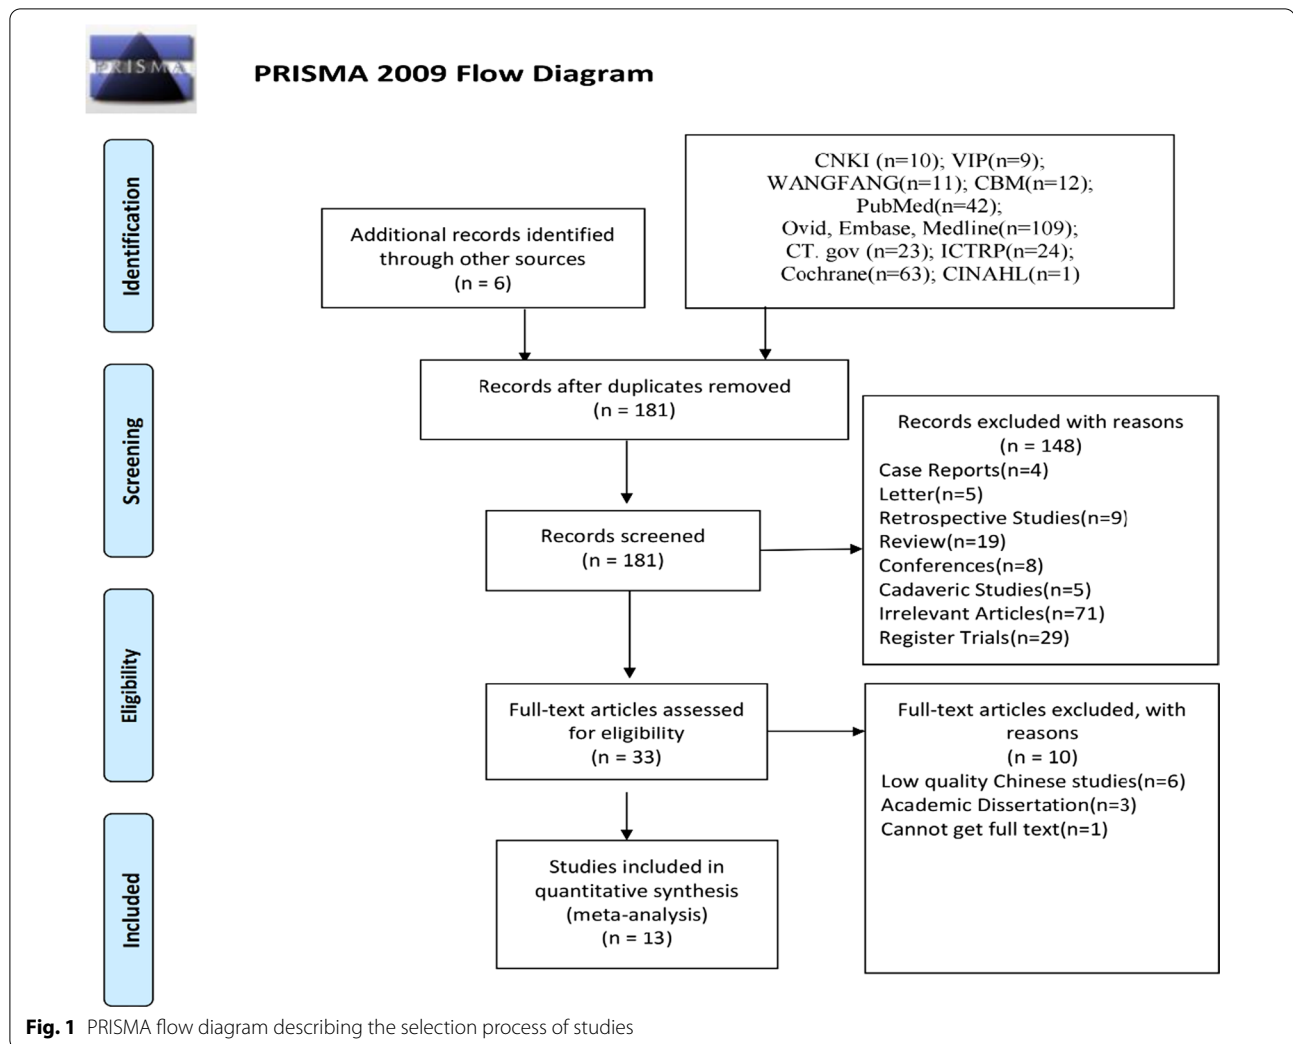 PRISMA
PRISMA 2009 Flow Diagram
Identification
Additional records identified
through other sources
(n = 6)
CNKI (n=10); VIP(n=9);
WANGFANG(n=11); CBM(n=12);
PubMed(n=42);
Ovid, Embase, Medline(n=109);
CT. gov (n=23); ICTRP(n=24);
Cochrane(n=63); CINAHL(n=1)
Screening
Records after duplicates removed
(n = 181)
Records screened
(n = 181)
Records excluded with reasons
(n = 148)
Case Reports(n=4)
Letter(n=5)
Retrospective Studies(n=9)
Review(n=19)
Conferences(n=8)
Cadaveric Studies(n=5)
Irrelevant Articles(n=71)
Register Trials(n=29)
Eligibility
Full-text articles assessed
for eligibility
(n = 33)
Full-text articles excluded, with
reasons
(n = 10)
Low quality Chinese studies(n=6)
Academic Dissertation(n=3)
Cannot get full text(n=1)
Included
Studies included in
quantitative synthesis
(meta-analysis)
(n = 13)
Fig. 1 PRISMA flow diagram describing the selection process of studies